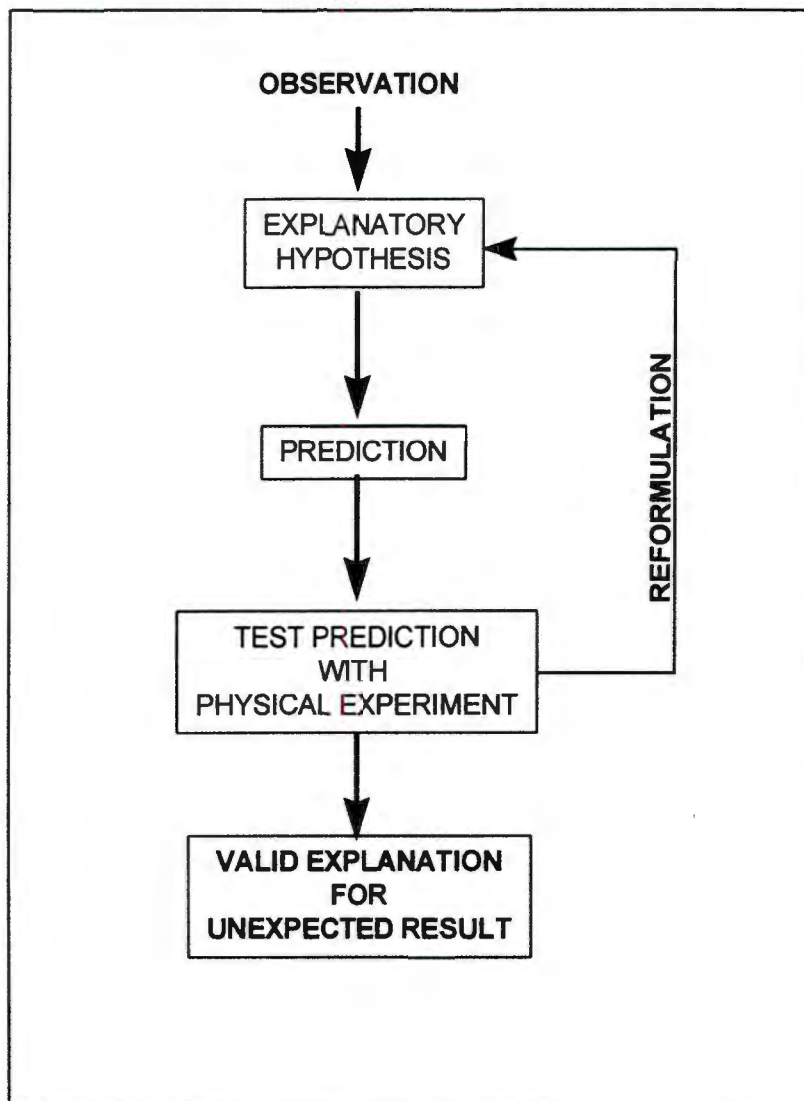 OBSERVATION
EXPLANATORY
HYPOTHESIS
PREDICTION
REFORMULATION
TEST PREDICTION
WITH
PHYSICAL EXPERIMENT
VALID EXPLANATION
FOR
UNEXPECTED RESULT